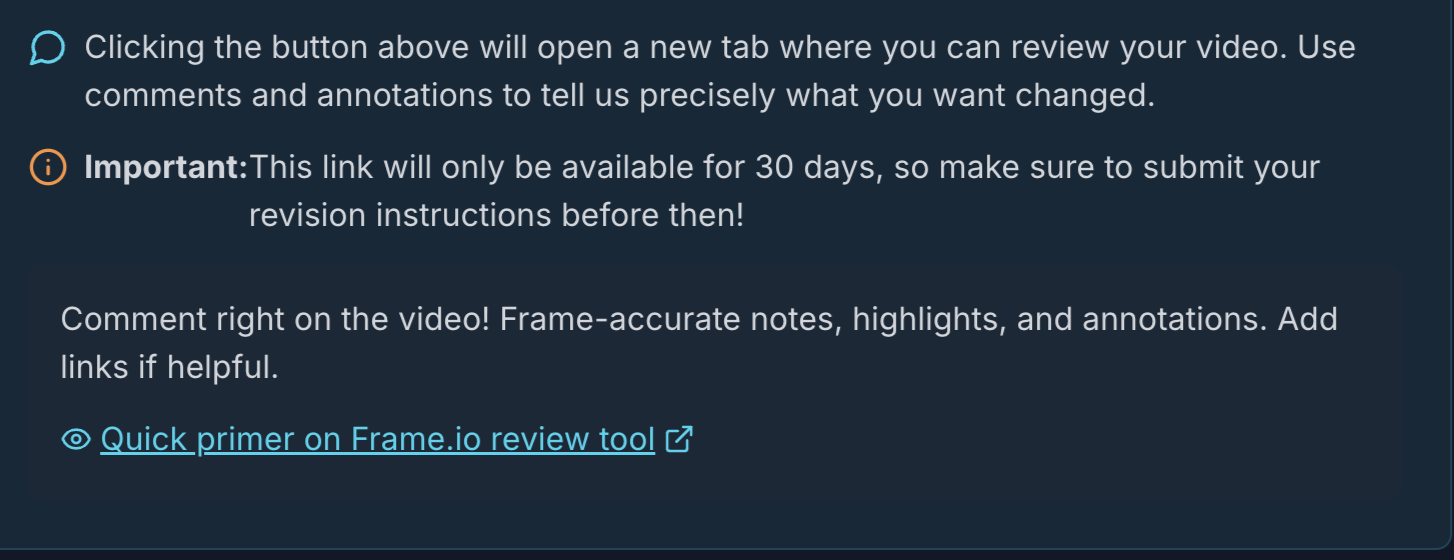 Clicking the button above will open a new tab where you can review your video. Use
comments and annotations to tell us precisely what you want changed.
Important:This link will only be available for 30 days, so make sure to submit your
revision instructions before then!
Comment right on the video! Frame-accurate notes, highlights, and annotations. Add
links if helpful.
Quick primer on Frame.io review tool